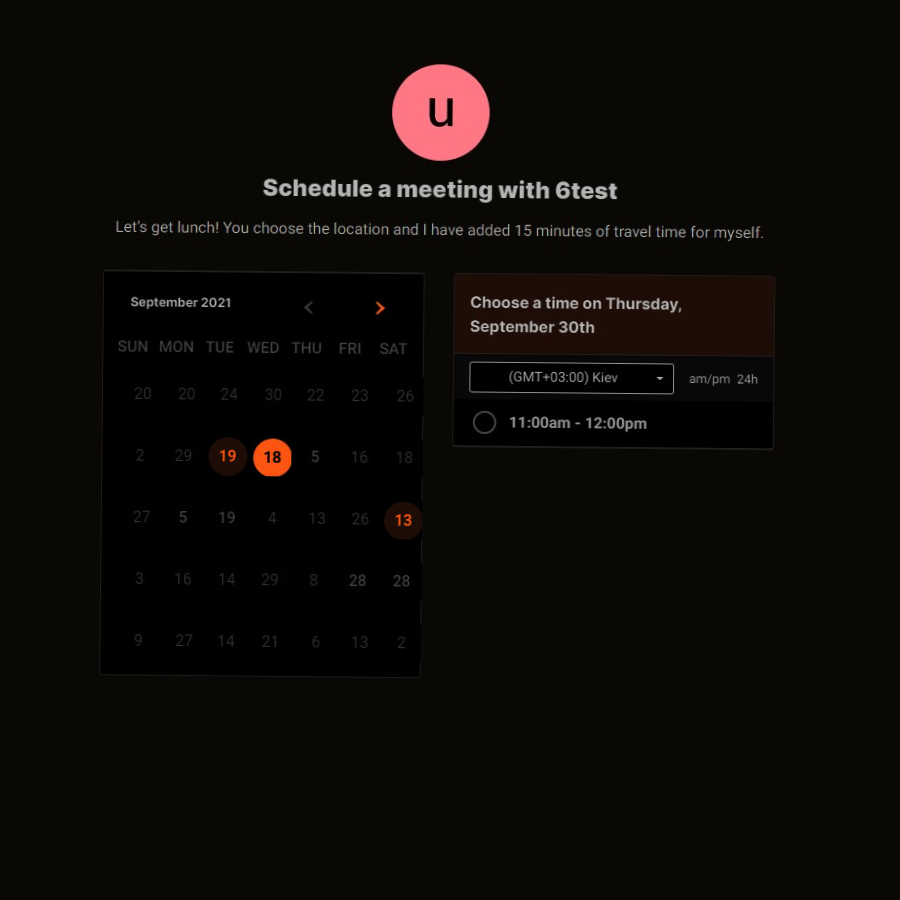 u
Schedule a meeting with 6test
Let's get lunch! You choose the location and I have added 15 minutes of travel time for myself.
September 2021
SUN MON TUE WED THU FRI SAT
20 20 24 30 22 23 26
2 29 19 18 5 16 18
27 5 19 4 13 26 13
3 16 14 29 8 28 28
9 27 14 21 6 13 2
Choose a time on Thursday,
September 30th
(GMT+03:00) Kiev am/pm 24h
11:00am - 12:00pm